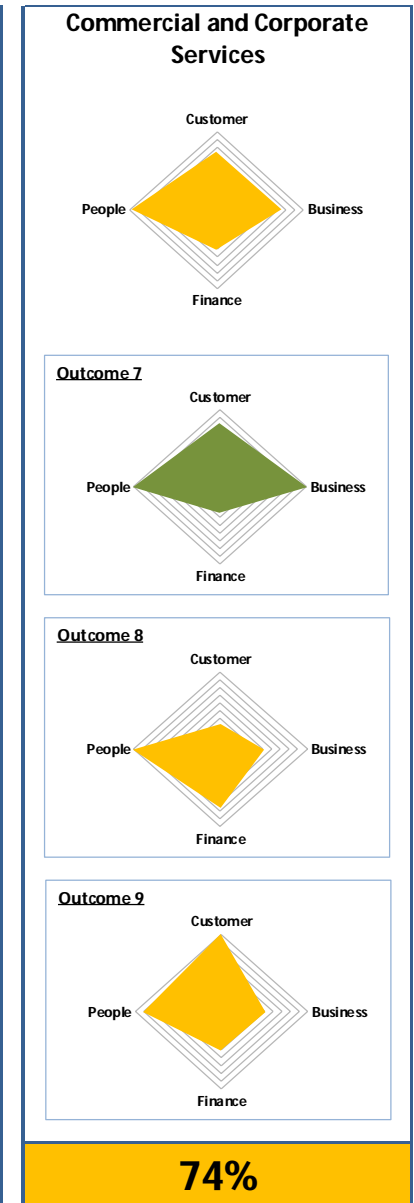 Commercial and Corporate
Services
Customer
People
Business
Finance
Outcome 7
Customer
People
Business
Finance
Outcome 8
Customer
People
Business
Finance
Outcome 9
Customer
People
Business
Finance
74%